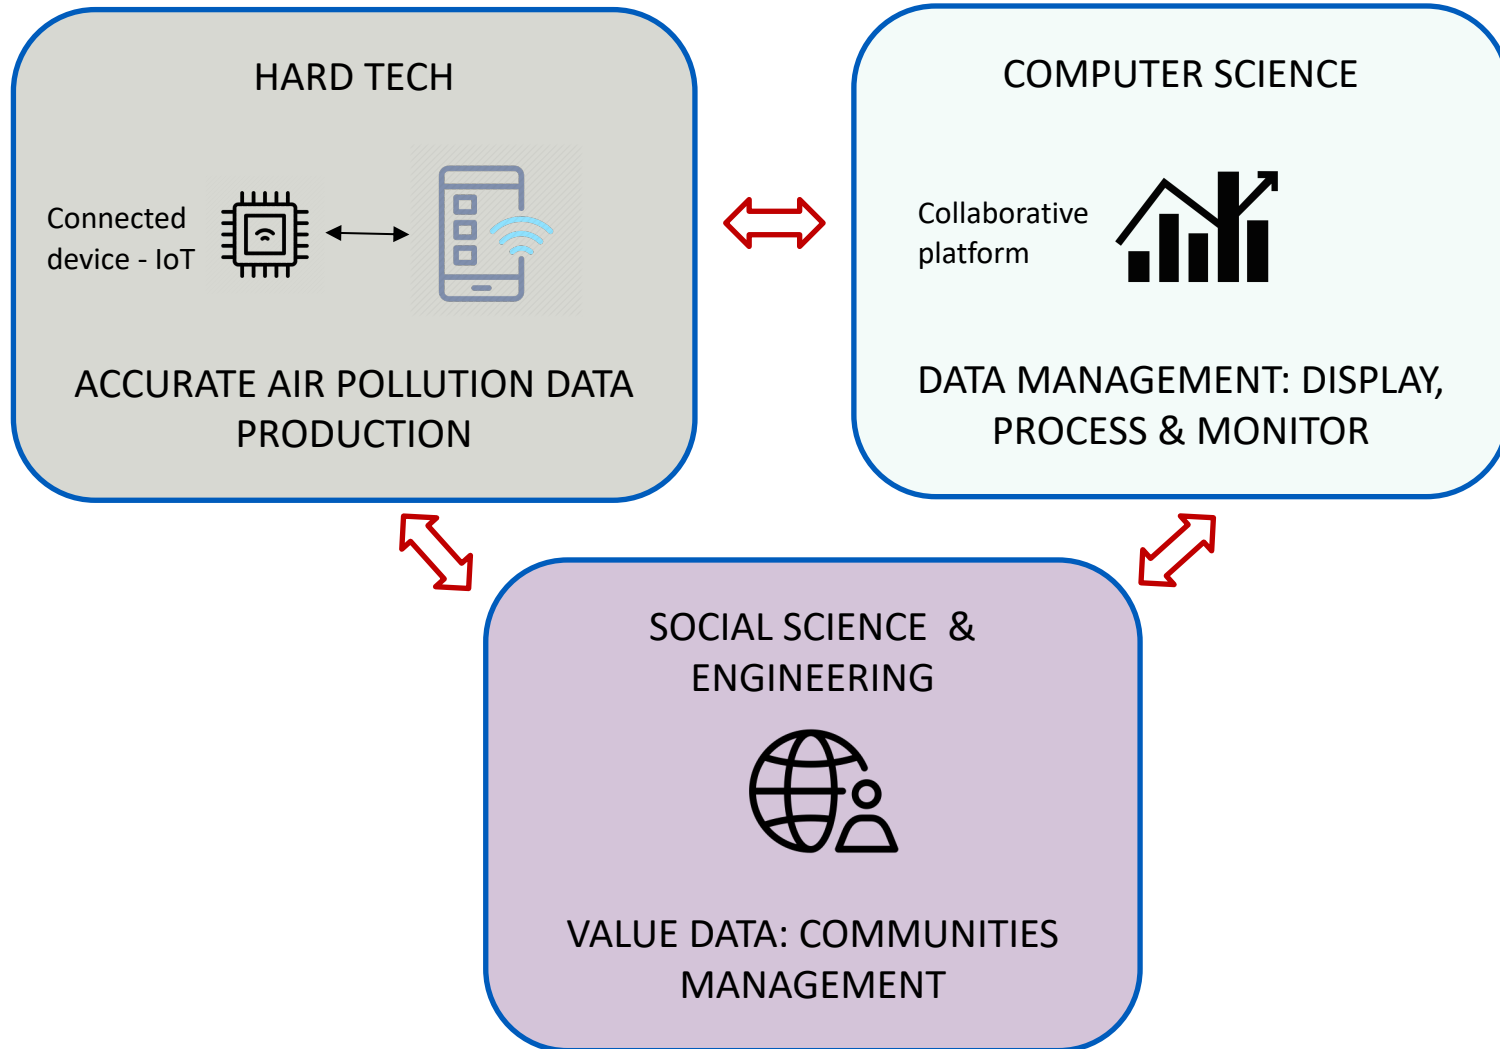 HARD TECH
Connected
device - IoT
ACCURATE AIR POLLUTION DATA
PRODUCTION
COMPUTER SCIENCE
Collaborative
platform
DATA MANAGEMENT: DISPLAY,
PROCESS & MONITOR
SOCIAL SCIENCE &
ENGINEERING
VALUE DATA: COMMUNITIES
MANAGEMENT